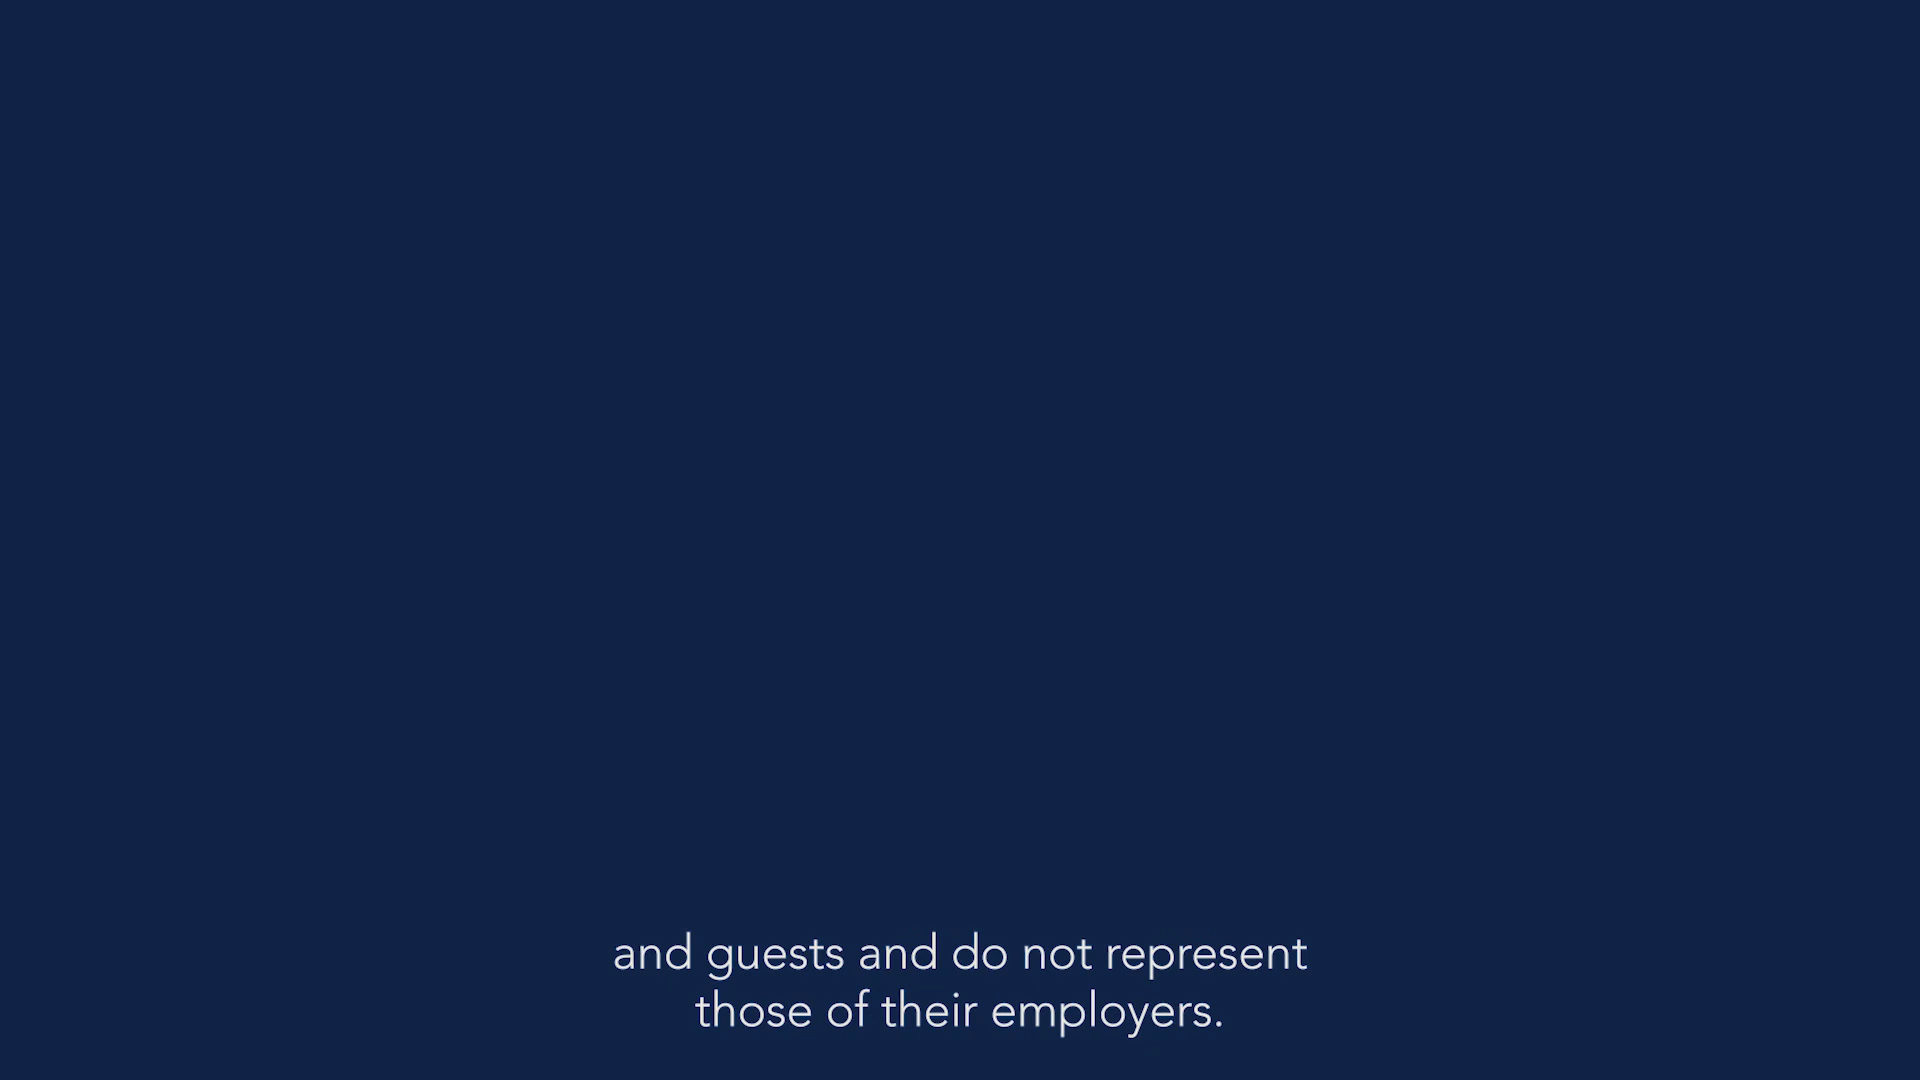 and guests and do not represent
those of their employers.